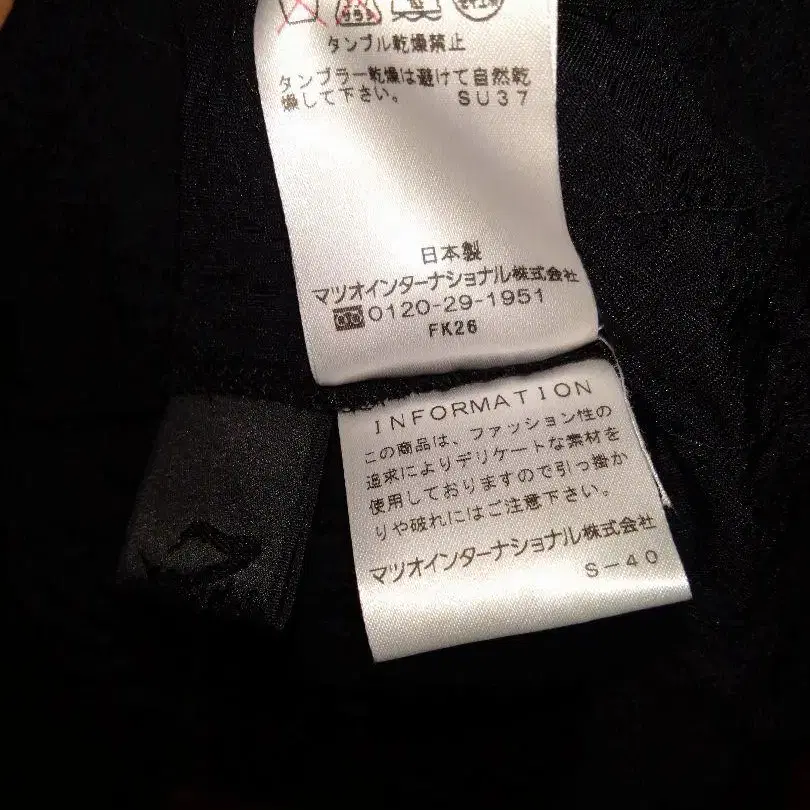 タンブル乾燥禁止
タンブラー乾燥は避けて自然乾
燥して下さい。 SU37
日本製
マツオインターナショナル株式会社
0120-29-1951
FK26
INFORMATION
この商品は、ファッション性の
追求によりデリケートな素材を
使用しておりますので引っ掛か
りや破れにはご注意下さい。
マツオインターナショナル株式会社
S-40